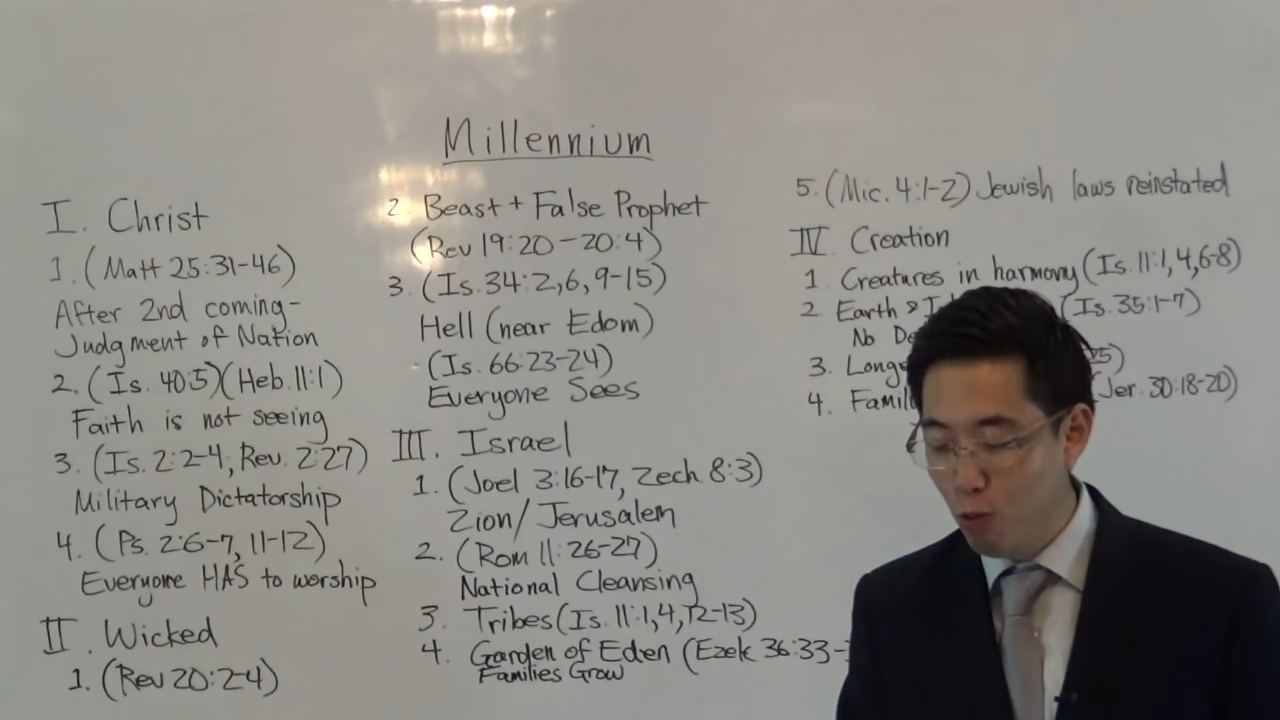 Millennium
I. Christ
1. (Matt 25:31-46)
After 2nd coming-
Judgment of Nation
2. (Is. 40:5)(Heb. 11:1)
Faith is not seeing
3. (Is. 2:2-4, Rev. 2:27)
Military Dictatorship
4. (Ps. 2:6-7, 11-12)
Everyone HAS to worship
II. Wicked
1. (Rev 20:2-4)
2. Beast + False Prophet
(Rev 19:20-20:4)
3. (Is. 34:2,6,9-15)
Hell (near Edom)
(Is. 66:23-24)
Everyone Sees
III. Israel
1. (Joel 3:16-17, Zech 8:3)
Zion/Jerusalem
2. (Rom 11:26-27)
National Cleansing
3. Tribes (Is. 11:1,4,12-13)
4. Garden of Eden (Ezek 36:33-
Families Grow
5. (Mic. 4:1-2) Jewish laws reinstated
IV Creation
1 Creatures in harmony (Is. 11:1,4,6-8)
2 Earth (Is. 35:1-7)
No
3.
4. (Jer. 30:18-20)